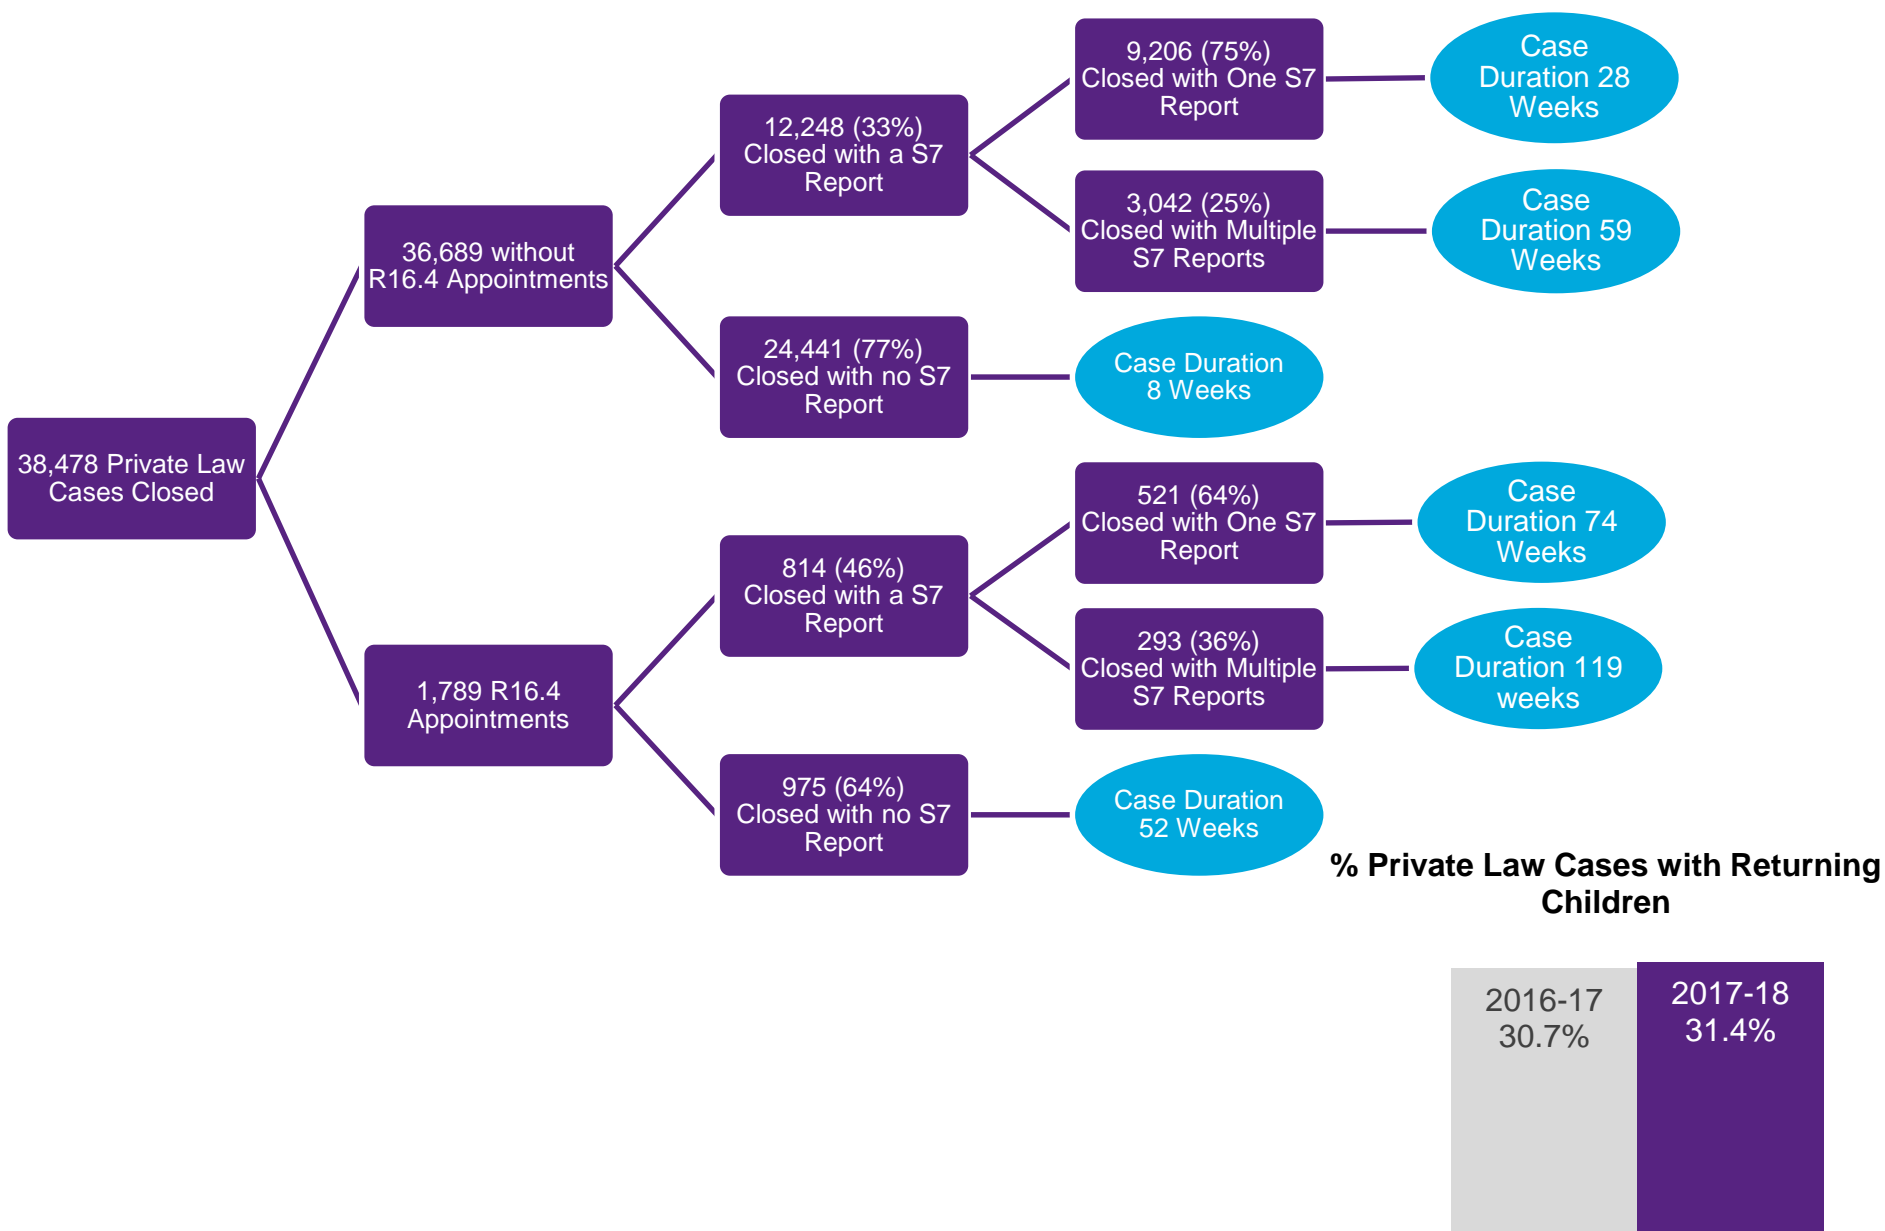 38,478 Private Law
Cases Closed
36,689 without
R16.4 Appointments
12,248 (33%)
Closed with a S7
Report
9,206 (75%)
Closed with One S7
Report
Case
Duration 28
Weeks
3,042 (25%)
Closed with Multiple
S7 Reports
Case
Duration 59
Weeks
24,441 (77%)
Closed with no S7
Report
Case Duration
8 Weeks
1,789 R16.4
Appointments
814 (46%)
Closed with a S7
Report
521 (64%)
Closed with One S7
Report
Case
Duration 74
Weeks
293 (36%)
Closed with Multiple
S7 Reports
Case
Duration 119
weeks
975 (64%)
Closed with no S7
Report
Case Duration
52 Weeks
% Private Law Cases with Returning
Children
2016-17
30.7%
2017-18
31.4%